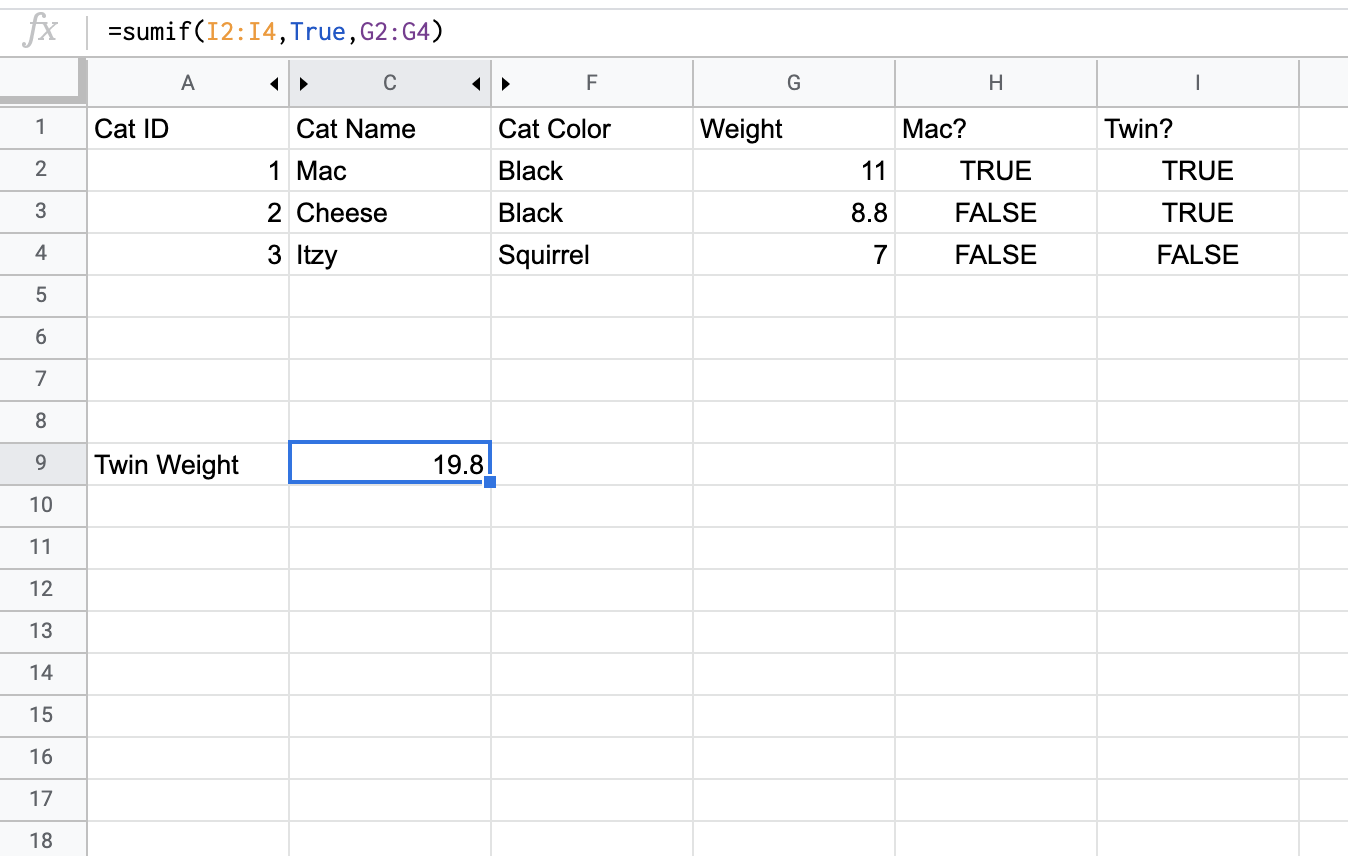 fx =sumif(I2:I4,True,G2:G4)
A C F G H I
1 Cat ID Cat Name Cat Color Weight Mac? Twin?
2 1 Mac Black 11 TRUE TRUE
3 2 Cheese Black 8.8 FALSE TRUE
4 3 Itzy Squirrel 7 FALSE FALSE
5
6
7
8
9 Twin Weight 19.8
10
11
12
13
14
15
16
17
18